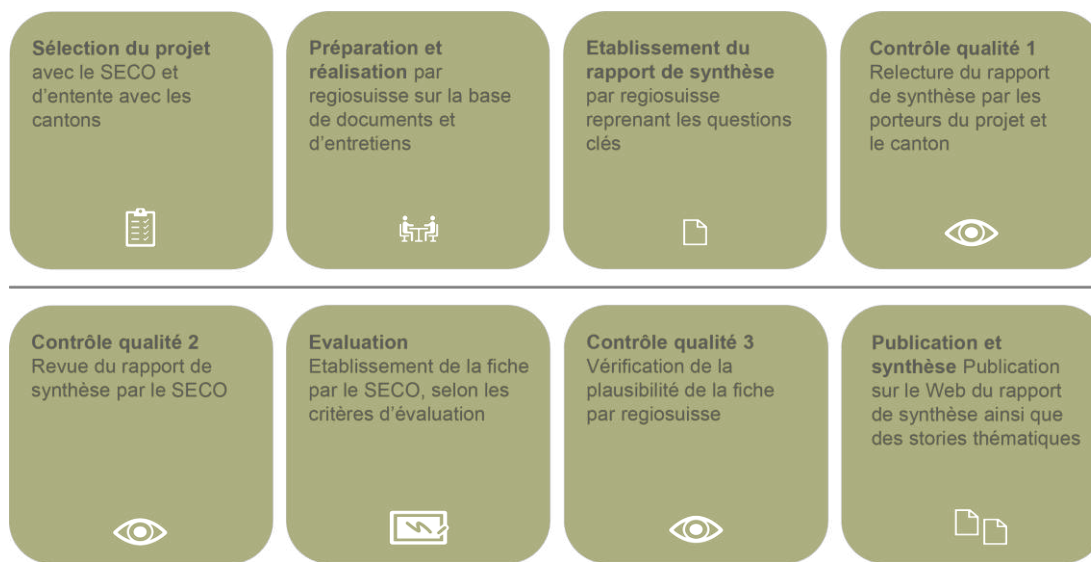 Sélection du projet
avec le SECO et
d'entente avec les
cantons
Préparation et
réalisation par
regiosuisse sur la base
de documents et
d'entretiens
Etablissement du
rapport de synthèse
par regiosuisse
reprenant les questions
clés
Contrôle qualité 1
Relecture du rapport
de synthèse par les
porteurs du projet et
le canton
Contrôle qualité 2
Revue du rapport de
synthèse par le SECO
Evaluation
Etablissement de la fiche
par le SECO, selon les
critères d'évaluation
Contrôle qualité 3
Vérification de la
plausibilité de la fiche
par regiosuisse
Publication et
synthèse Publication
sur le Web du rapport
de synthèse ainsi que
des stories thématiques